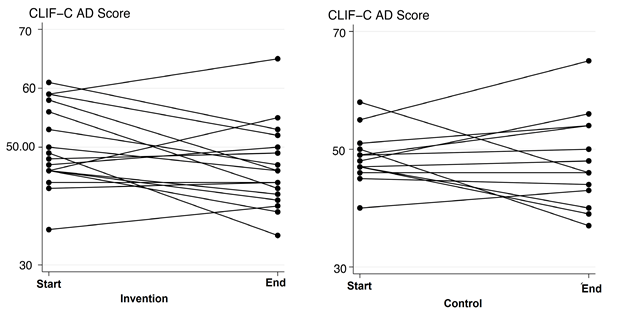 CLIF-C AD Score
70
60
50.00
30
Start
End
Invention
CLIF-C AD Score
70
50
30
Start
End
Control